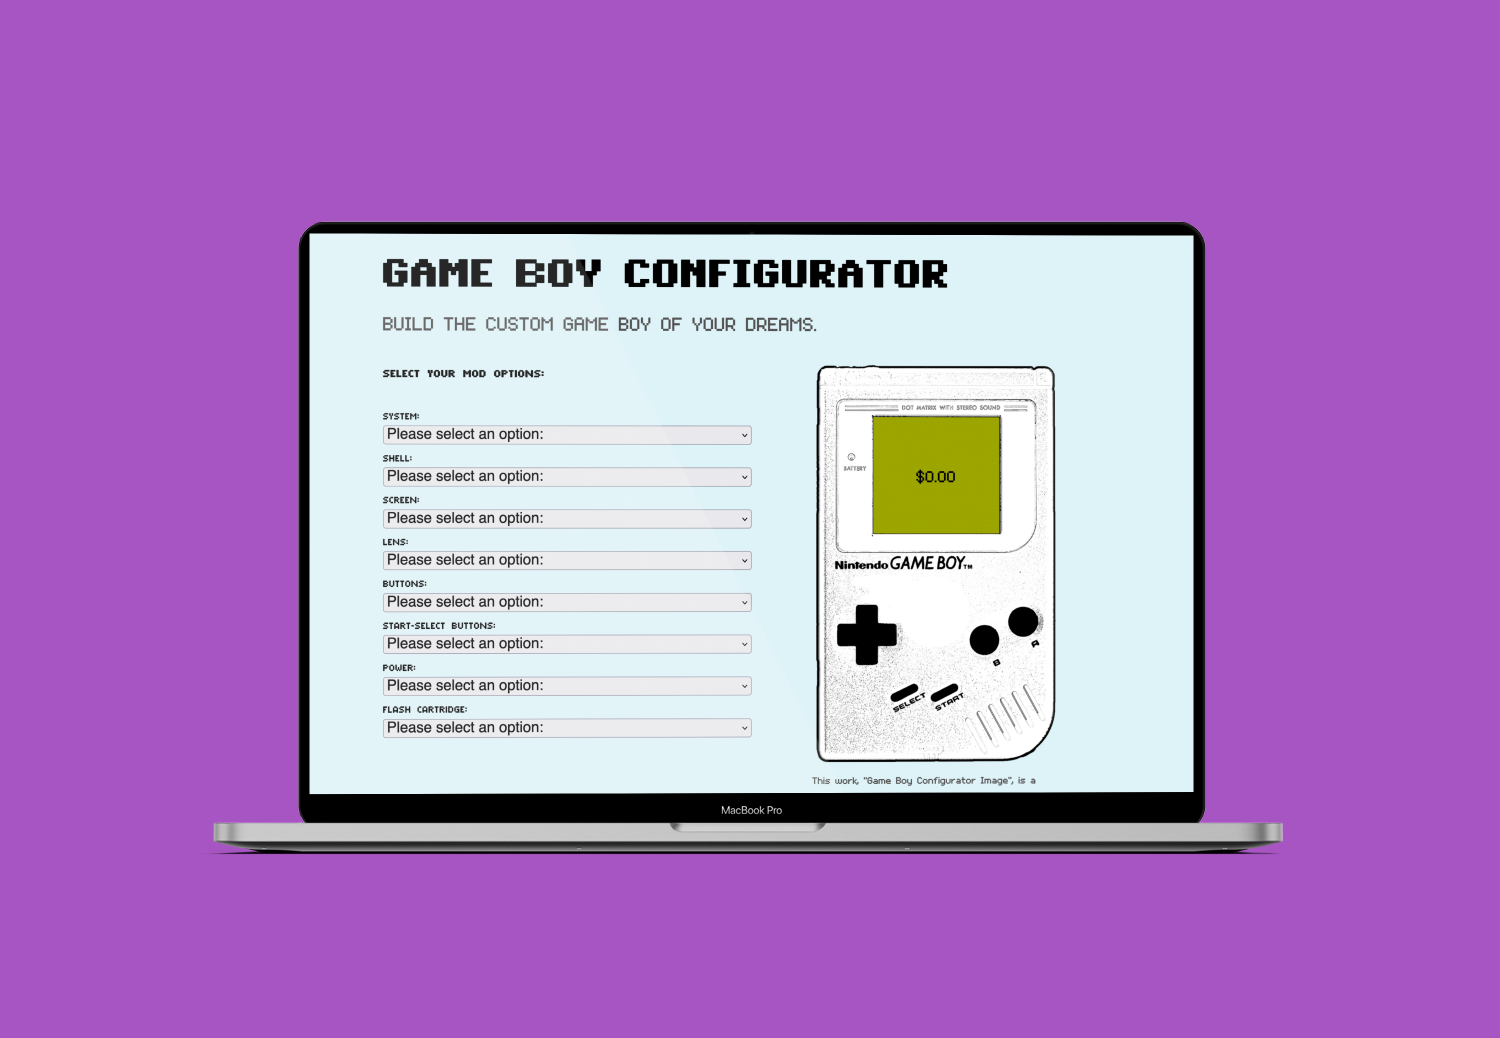 GAME BOY CONFIGURATOR
BUILD THE CUSTOM GAME BOY OF YOUR DREAMS.
SELECT YOUR MOD OPTIONS:
SYSTEM:
Please select an option:
SHELL:
Please select an option:
SCREEN:
Please select an option:
LENS:
Please select an option:
BUTTONS:
Please select an option:
START-SELECT BUTTONS:
Please select an option:
POWER:
Please select an option:
FLASH CARTRIDGE:
Please select an option:
DOT MATRIX WITH STEREO SOUND
BATTERY
$0.00
Nintendo GAME BOY™
B
A
SELECT
START
This work, "Game Boy Configurator Image", is a
MacBook Pro